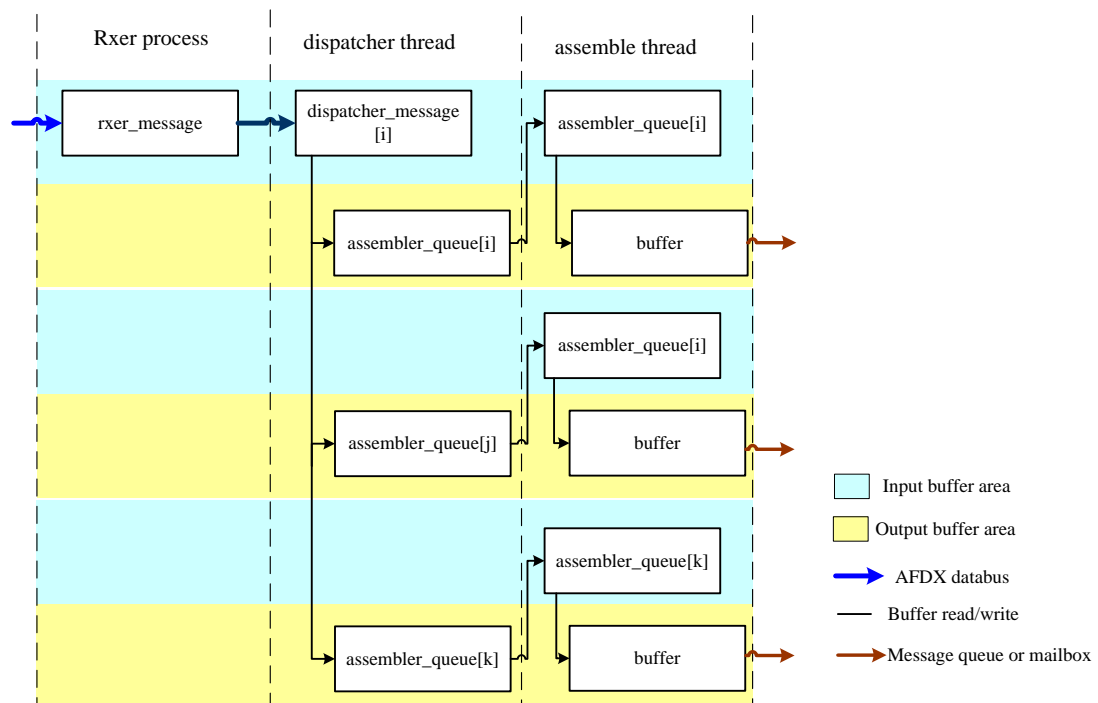 Rxer process
dispatcher thread
assemble thread
rxer_message
dispatcher_message
[i]
assembler_queue[i]
assembler_queue[i]
buffer
assembler_queue[i]
assembler_queue[j]
buffer
assembler_queue[k]
assembler_queue[k]
buffer
Input buffer area
Output buffer area
AFDX databus
Buffer read/write
Message queue or mailbox